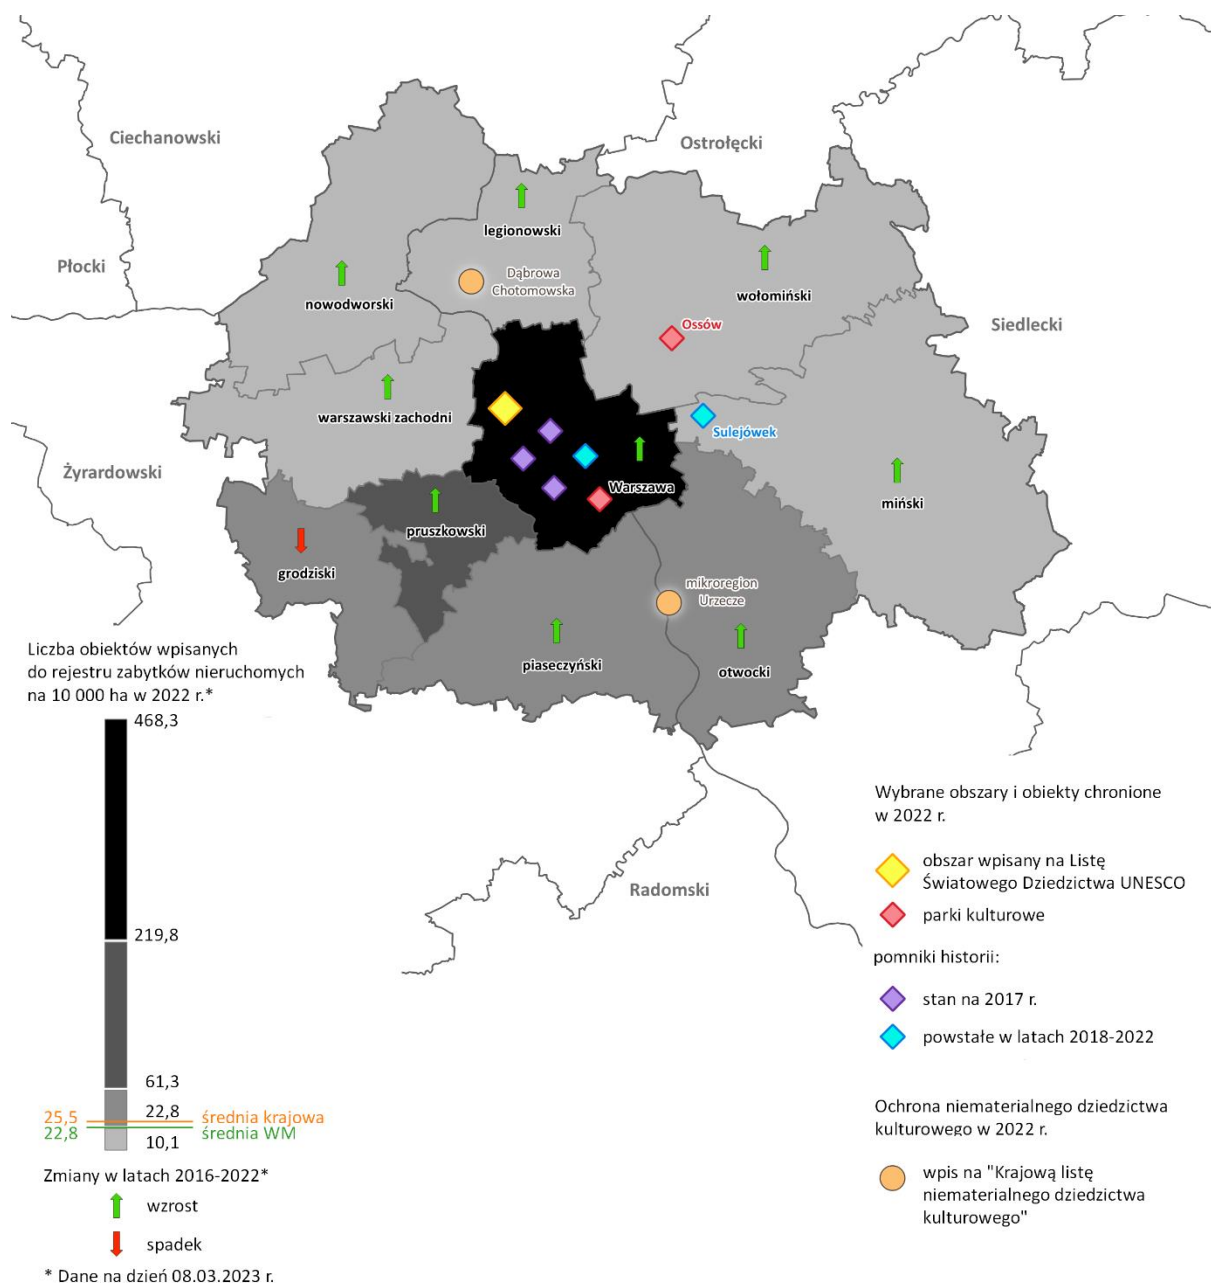 Ciechanowski
Ostrołęcki
legionowski
Płocki
Dąbrowa
Chotomowska
nowodworski
wołomiński
Siedlecki
Ossów
warszawski zachodni
Sulejówek
Żyrardowski
Warszawa
miński
pruszkowski
grodziski
mikroregion
Urzecze
piaseczyński
otwocki
Radomski
Liczba obiektów wpisanych
do rejestru zabytków nieruchomych
na 10 000 ha w 2022 r.*
468,3
219,8
61,3
22,8
25,5 średnia krajowa
22,8 średnia WM
10,1
Zmiany w latach 2016-2022*
wzrost
spadek
* Dane na dzień 08.03.2023 r.
Wybrane obszary i obiekty chronione
w 2022 r.
obszar wpisany na Listę
Światowego Dziedzictwa UNESCO
parki kulturowe
pomniki historii:
stan na 2017 r.
powstałe w latach 2018-2022
Ochrona niematerialnego dziedzictwa
kulturowego w 2022 r.
wpis na "Krajową listę
niematerialnego dziedzictwa
kulturowego"